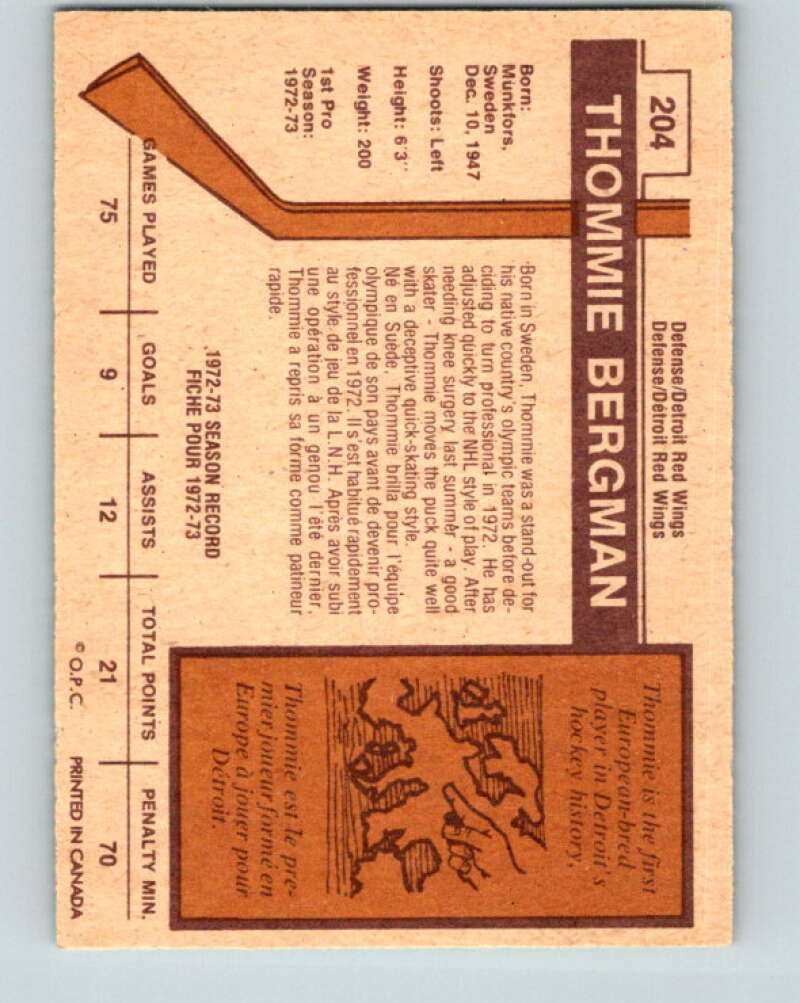 204
Defense/Detroit Red Wings
Defense/Détroit Red Wings
THOMMIE BERGMAN
Born:
Munkfors,
Sweden
Dec. 10, 1947
Shoots: Left
Height: 6'3"
Weight: 200
1st Pro
Season:
1972-73
Born in Sweden, Thommie was a stand-out for
his native country's olympic teams before de-
ciding to turn professional in 1972. He has
adjusted quickly to the NHL style of play. After
needing knee surgery last summer - a good
skater - Thommie moves the puck quite well
with a deceptive quick-skating style.
Né en Suède, Thommie brilla pour l'équipe
olympique de son pays avant de devenir pro-
fessionnel en 1972. Il s'est habitué rapidement
au style de jeu de la L.N.H. Après avoir subi
une opération à un genou l'été dernier,
Thommie a repris sa forme comme patineur
rapide.
Thommie is the first
European-bred
player in Detroit's
hockey history.
Thommie est le pre-
mier joueur formé en
Europe à jouer pour
Détroit.
1972-73 SEASON RECORD
FICHE POUR 1972-73
GAMES PLAYED GOALS ASSISTS TOTAL POINTS PENALTY MIN.
75 9 12 21 70
© O.P.C. PRINTED IN CANADA